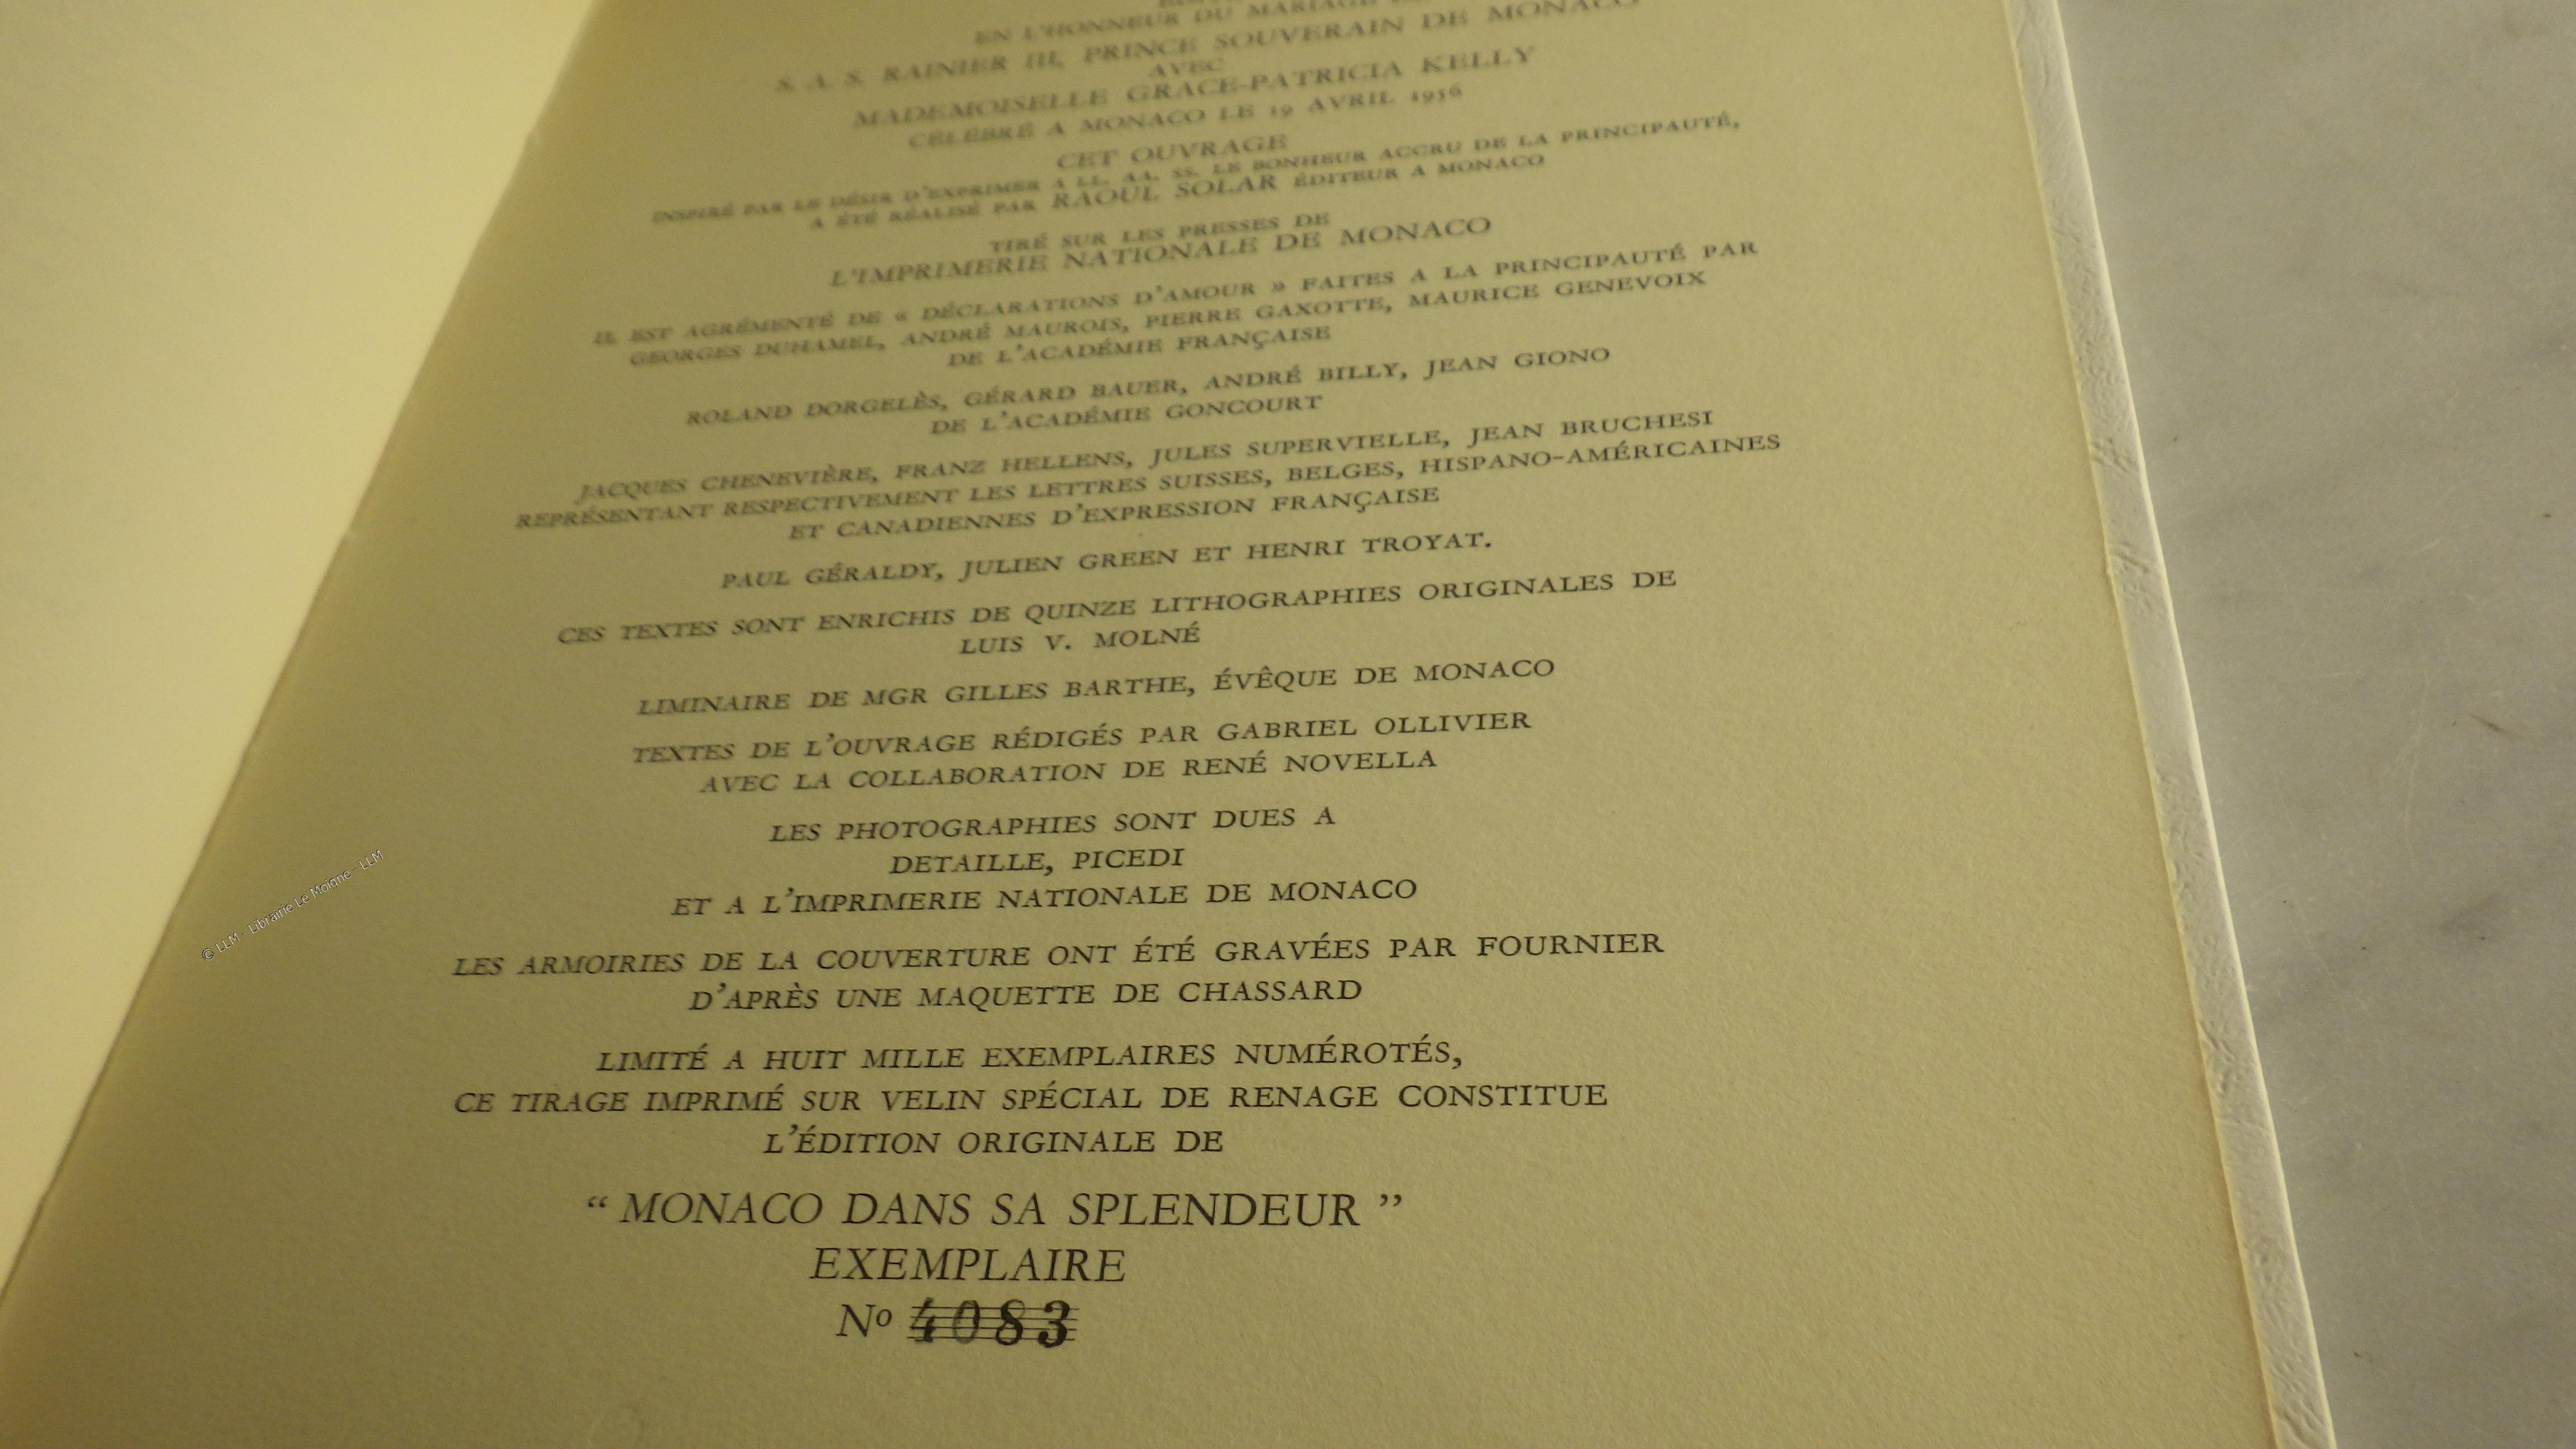 EN L'HONNEUR DU MARIAGE
S. A. S. RAINIER III, PRINCE SOUVERAIN DE MONACO,
AVEC
MADEMOISELLE GRACE-PATRICIA KELLY
CÉLÉBRÉ A MONACO LE 19 AVRIL 1956
CET OUVRAGE
INSPIRÉ PAR LE DÉSIR D'EXPRIMER A LL. AA. SS. LE BONHEUR ACCRU DE LA PRINCIPAUTÉ,
A ÉTÉ RÉALISÉ PAR RAOUL SOLAR ÉDITEUR A MONACO
TIRÉ SUR LES PRESSES DE
L'IMPRIMERIE NATIONALE DE MONACO
IL EST AGRÉMENTÉ DE « DÉCLARATIONS D'AMOUR » FAITES A LA PRINCIPAUTÉ PAR
GEORGES DUHAMEL, ANDRÉ MAUROIS, PIERRE GAXOTTE, MAURICE GENEVOIX
DE L'ACADÉMIE FRANÇAISE
ROLAND DORGELÈS, GÉRARD BAUER, ANDRÉ BILLY, JEAN GIONO
DE L'ACADÉMIE GONCOURT
JACQUES CHENEVIÈRE, FRANZ HELLENS, JULES SUPERVIELLE, JEAN BRUCHESI
REPRÉSENTANT RESPECTIVEMENT LES LETTRES SUISSES, BELGES, HISPANO-AMÉRICAINES
ET CANADIENNES D'EXPRESSION FRANÇAISE
PAUL GÉRALDY, JULIEN GREEN ET HENRI TROYAT.
CES TEXTES SONT ENRICHIS DE QUINZE LITHOGRAPHIES ORIGINALES DE
LUIS V. MOLNÉ
LIMINAIRE DE MGR GILLES BARTHE, ÉVÊQUE DE MONACO
TEXTES DE L'OUVRAGE RÉDIGÉS PAR GABRIEL OLLIVIER
AVEC LA COLLABORATION DE RENÉ NOVELLA
LES PHOTOGRAPHIES SONT DUES A
DETAILLE, PICEDI
ET A L'IMPRIMERIE NATIONALE DE MONACO
LES ARMOIRIES DE LA COUVERTURE ONT ÉTÉ GRAVÉES PAR FOURNIER
D'APRÈS UNE MAQUETTE DE CHASSARD
LIMITÉ A HUIT MILLE EXEMPLAIRES NUMÉROTÉS,
CE TIRAGE IMPRIMÉ SUR VELIN SPÉCIAL DE RENAGE CONSTITUE
L'ÉDITION ORIGINALE DE
“ MONACO DANS SA SPLENDEUR ”
EXEMPLAIRE
Nº 4083
© LLM - Librairie Le Moigne - LLM